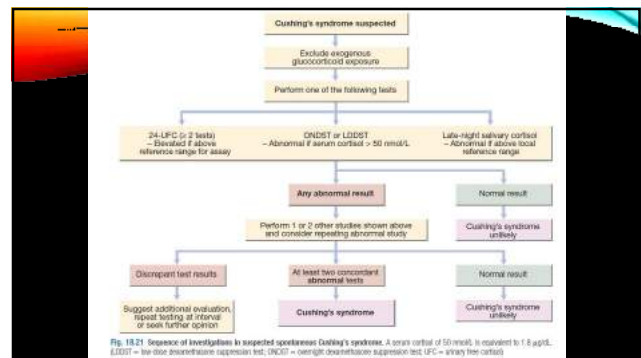 Cushing's syndrome suspected
Exclude exogenous
glucocorticoid exposure
Perform one of the following tests
24-UFC (≥ 2 tests)
– Elevated if above
reference range for assay
ONDST or LDDST
– Abnormal if serum cortisol > 50 nmol/L
Late-night salivary cortisol
– Abnormal if above local
reference range
Any abnormal result
Normal result
Perform 1 or 2 other studies shown above
and consider repeating abnormal study
Cushing's syndrome
unlikely
Discrepant test results
At least two concordant
abnormal tests
Normal result
Suggest additional evaluation,
repeat testing at interval
or seek further opinion
Cushing's syndrome
Cushing's syndrome
unlikely
Fig. 18.21 Sequence of investigations in suspected spontaneous Cushing's syndrome. A serum cortisol of 50 nmol/L is equivalent to 1.8 μg/dL.
(LDDST = low dose dexamethasone suppression test; ONDST = overnight dexamethasone suppression test; UFC = urinary free cortisol)